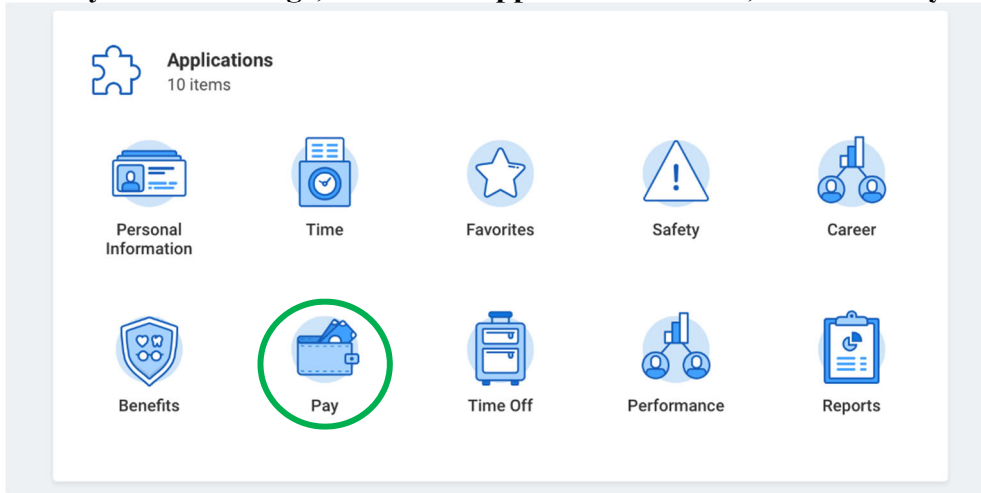 Applications
10 items
Personal
Information
Time
Favorites
Safety
Career
Benefits
Pay
Time Off
Performance
Reports